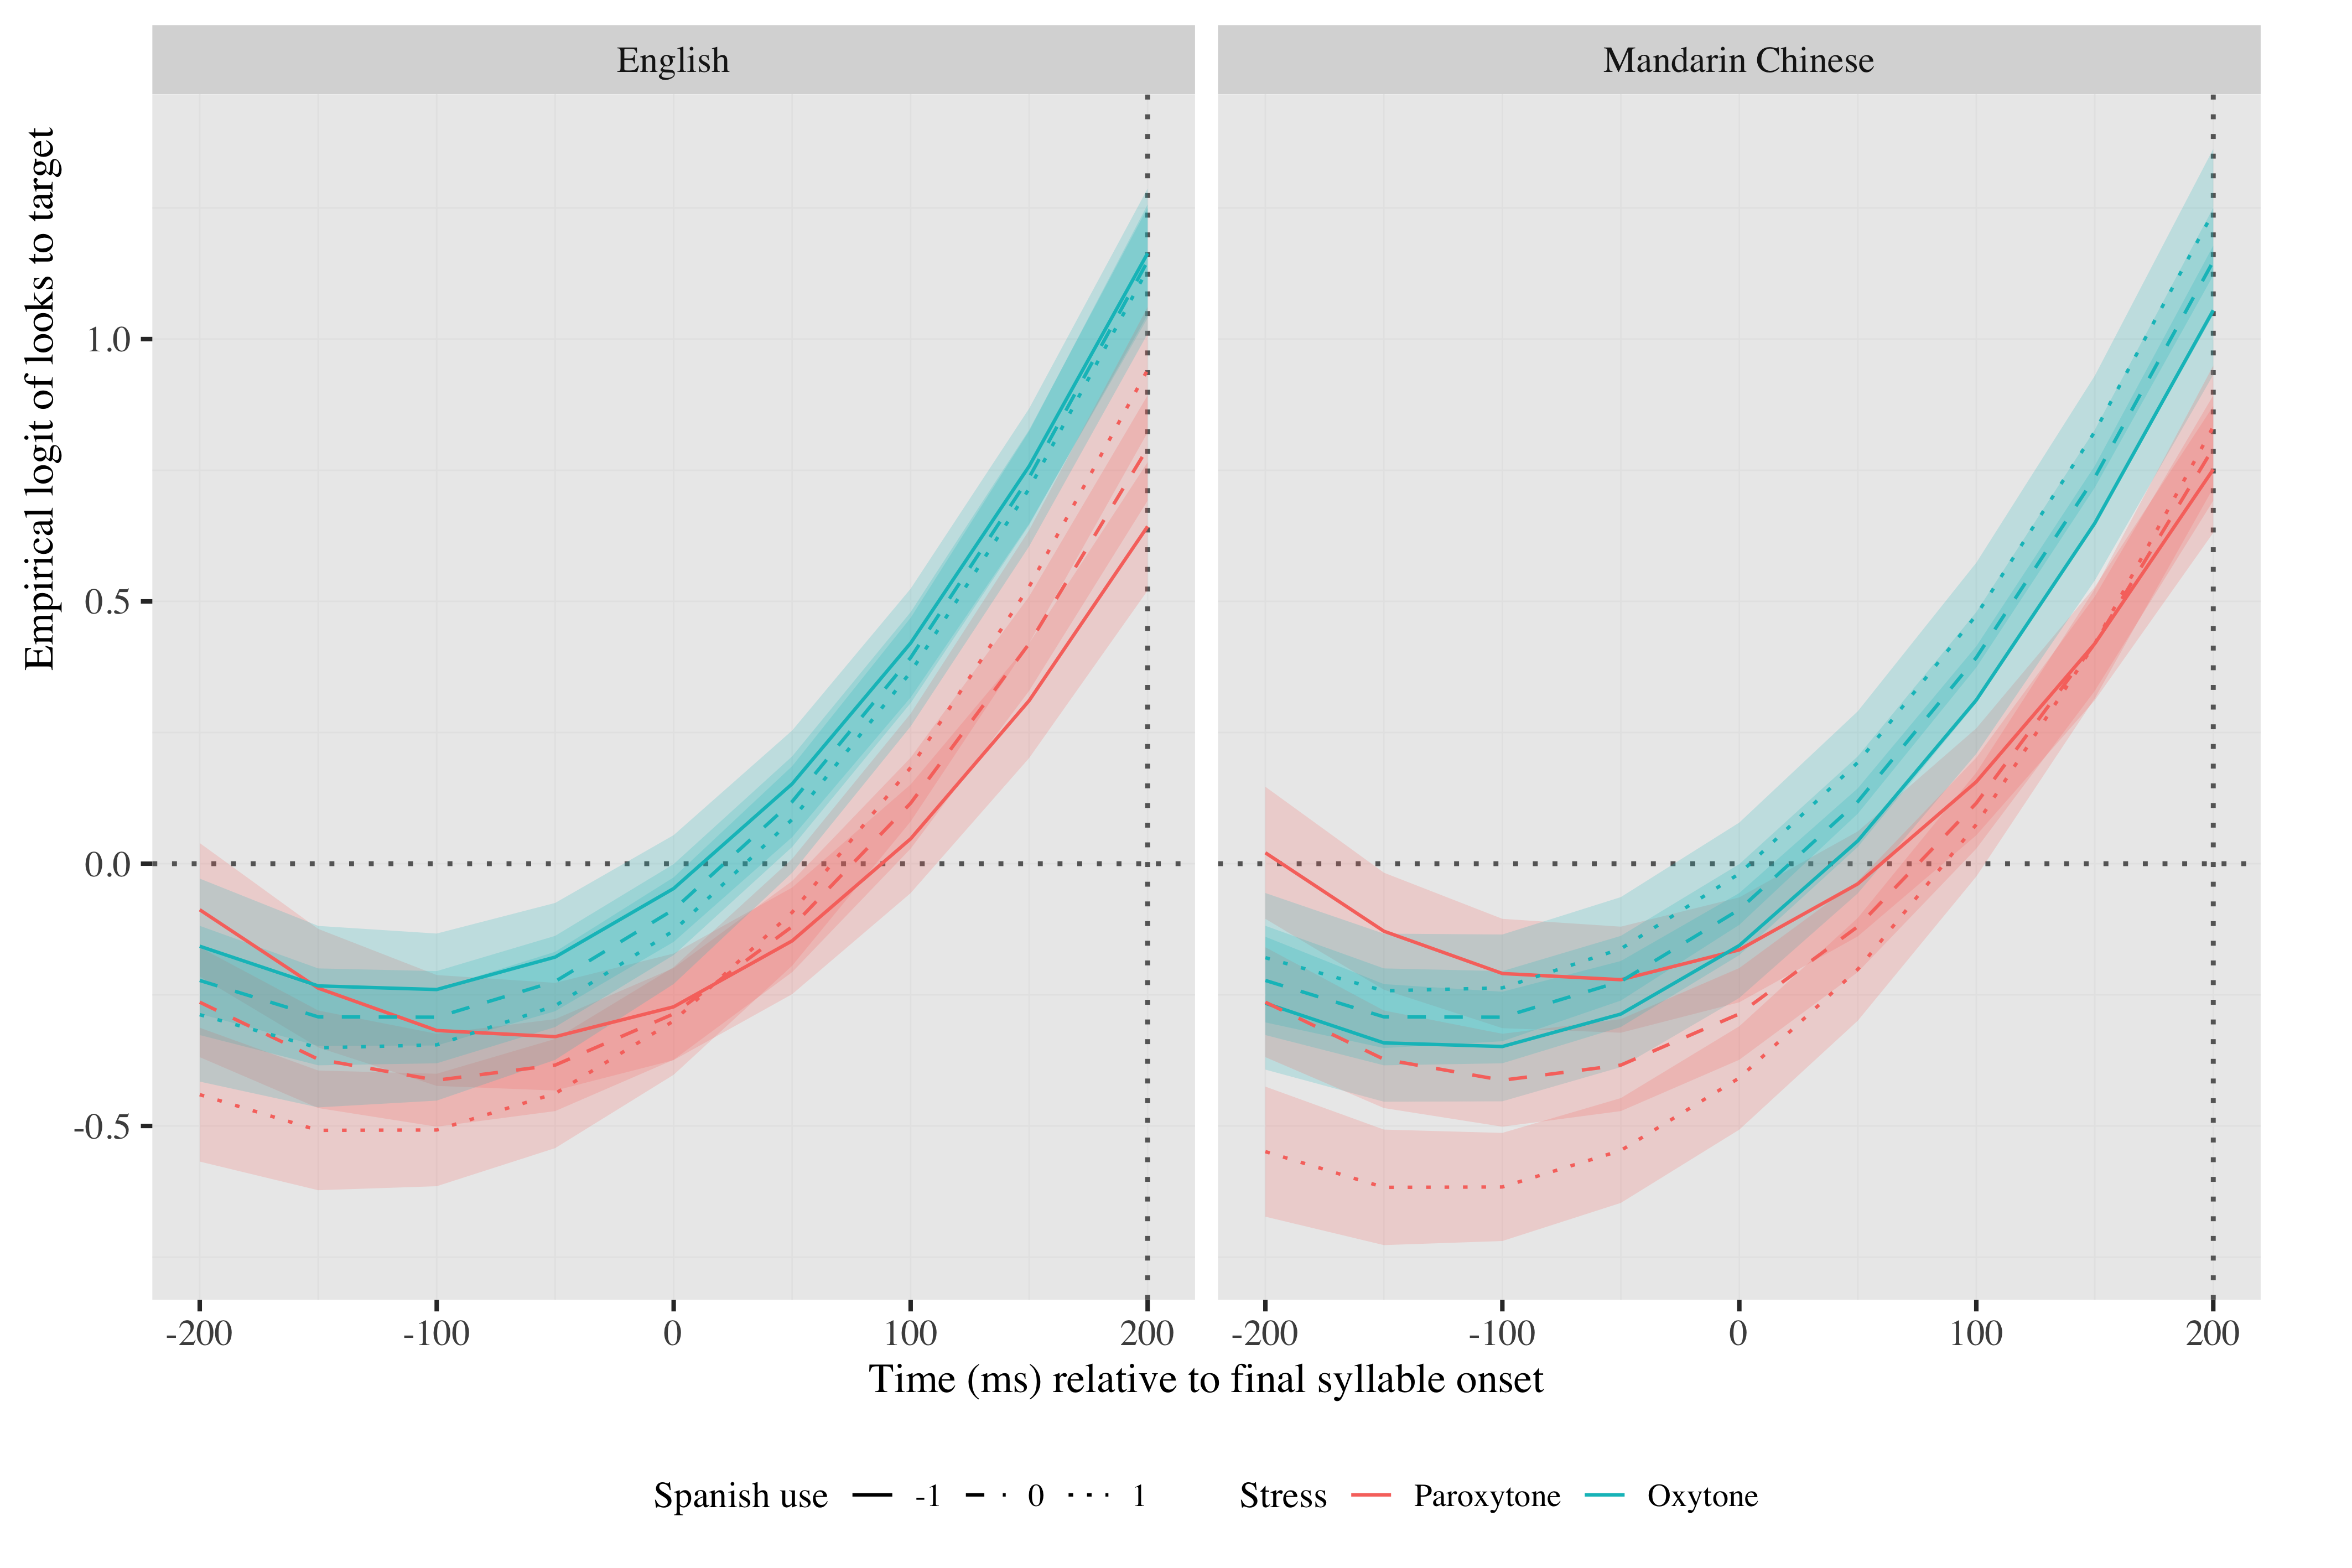 English
Mandarin Chinese
Empirical logit of looks to target
1.0
0.5
0.0
-0.5
-200 -100 0 100 200
-200 -100 0 100 200
Time (ms) relative to final syllable onset
Spanish use -1 0 1 Stress Paroxytone Oxytone